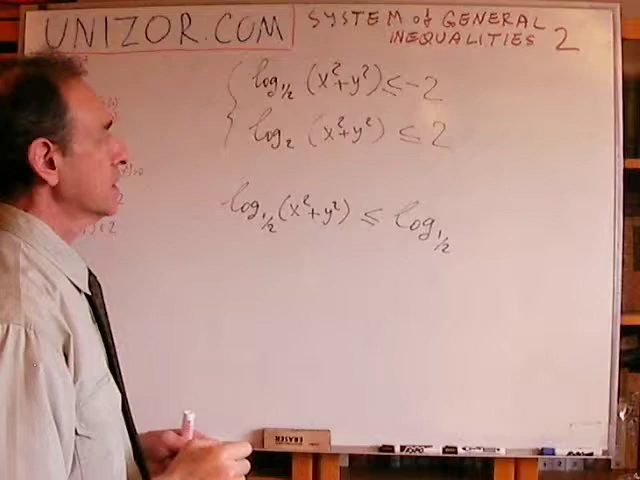 UNIZOR.COM
SYSTEM of GENERAL
INEQUALITIES 2
log₁/₂ (x²+y²) ≤ -2
log₂ (x²+y²) ≤ 2
log₁/₂ (x²+y²) ≤ log₁/₂
ERASER
EXPO